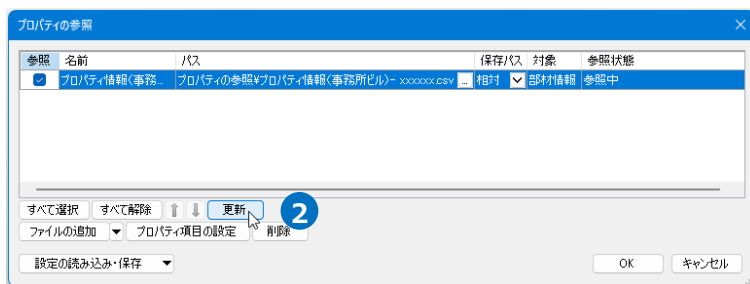 プロパティの参照
参照 名前 パス 保存パス 対象 参照状態
プロパティ情報(事務... プロパティの参照¥プロパティ情報(事務所ビル)- xxxxxx.csv ... 相対 部材情報 参照中
すべて選択 すべて解除 更新 2
ファイルの追加 プロパティ項目の設定 削除
設定の読み込み・保存 OK キャンセル